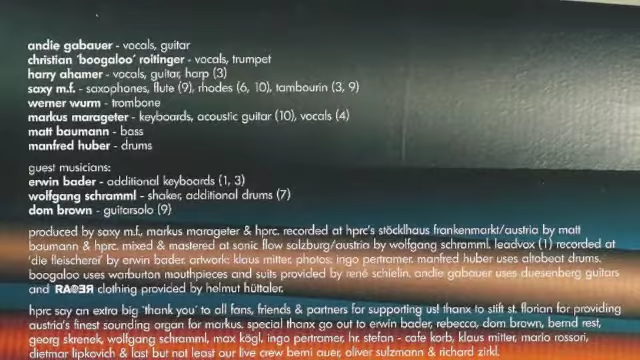 andie gabauer - vocals, guitar
christian 'boogaloo' roitinger - vocals, trumpet
harry ahamer - vocals, guitar, harp (3)
saxy m.f. - saxophones, flute (9), rhodes (6, 10), tambourin (3, 9)
werner wurm - trombone
markus marageter - keyboards, acoustic guitar (10), vocals (4)
matt baumann - bass
manfred huber - drums
guest musicians:
erwin bader - additional keyboards (1, 3)
wolfgang schramml - shaker, additional drums (7)
dom brown - guitarsolo (9)
produced by saxy m.f., markus marageter & hprc. recorded at hprc's stöcklhaus frankenmarkt/austria by matt
baumann & hprc. mixed & mastered at sonic flow salzburg/austria by wolfgang schramml. leadvox (1) recorded at
'die fleischerei' by erwin bader. artwork: klaus mitter. photos: ingo pertramer. manfred huber uses altobeat drums.
boogaloo uses warburton mouthpieces and suits provided by rené schielin. andie gabauer uses duesenberg guitars
and clothing provided by helmut hüttaler.
hprc say an extra big 'thank you' to all fans, friends & partners for supporting us! thanx to stift st. florian for providing
austria's finest sounding organ for markus. special thanx go out to erwin bader, rebecca, dom brown, bernd rest,
georg skrenek, wolfgang schramml, max kögl, ingo pertramer, hr. stefan - cafe korb, klaus mitter, mario rossori,
dietmar lipkovich & last but not least our live crew berni auer, oliver sulzmann & richard zirkl.